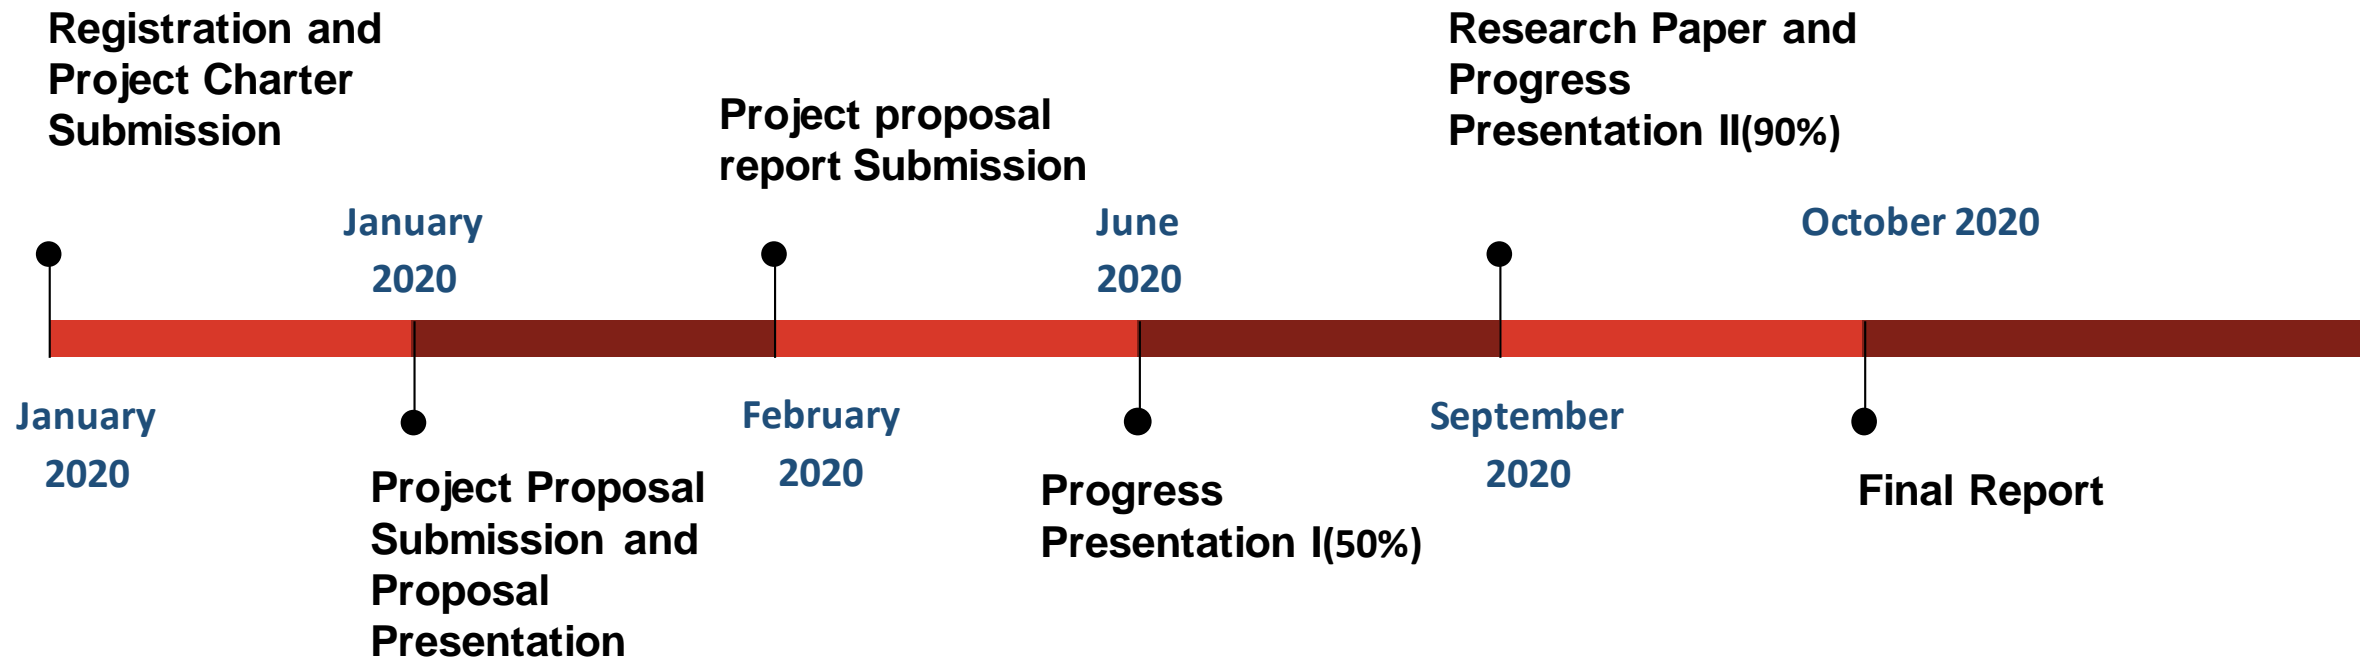 Registration and
Project Charter
Submission
January
2020
January
2020
Project Proposal
Submission and
Proposal
Presentation
Project proposal
report Submission
February
2020
June
2020
Progress
Presentation I(50%)
Research Paper and
Progress
Presentation II(90%)
September
2020
October 2020
Final Report